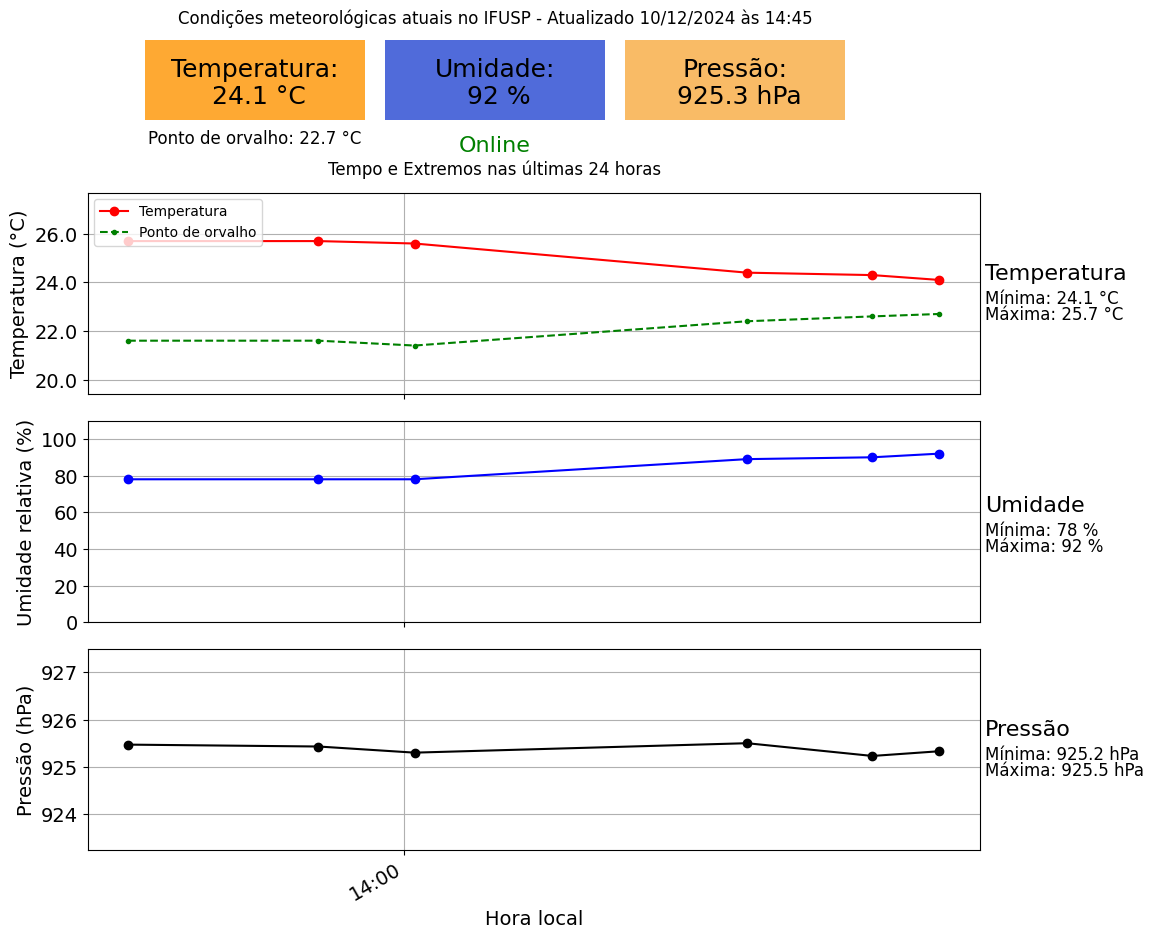 Condições meteorológicas atuais no IFUSP - Atualizado 10/12/2024 às 14:45
Temperatura:
24.1 °C
Umidade:
92 %
Pressão:
925.3 hPa
Ponto de orvalho: 22.7 °C
Online
Tempo e Extremos nas últimas 24 horas
Temperatura (°C)
26.0
24.0
22.0
20.0
Temperatura
Ponto de orvalho
Temperatura
Mínima: 24.1 °C
Máxima: 25.7 °C
Umidade relativa (%)
100
80
60
40
20
0
Umidade
Mínima: 78 %
Máxima: 92 %
Pressão (hPa)
927
926
925
924
Pressão
Mínima: 925.2 hPa
Máxima: 925.5 hPa
14:00
Hora local